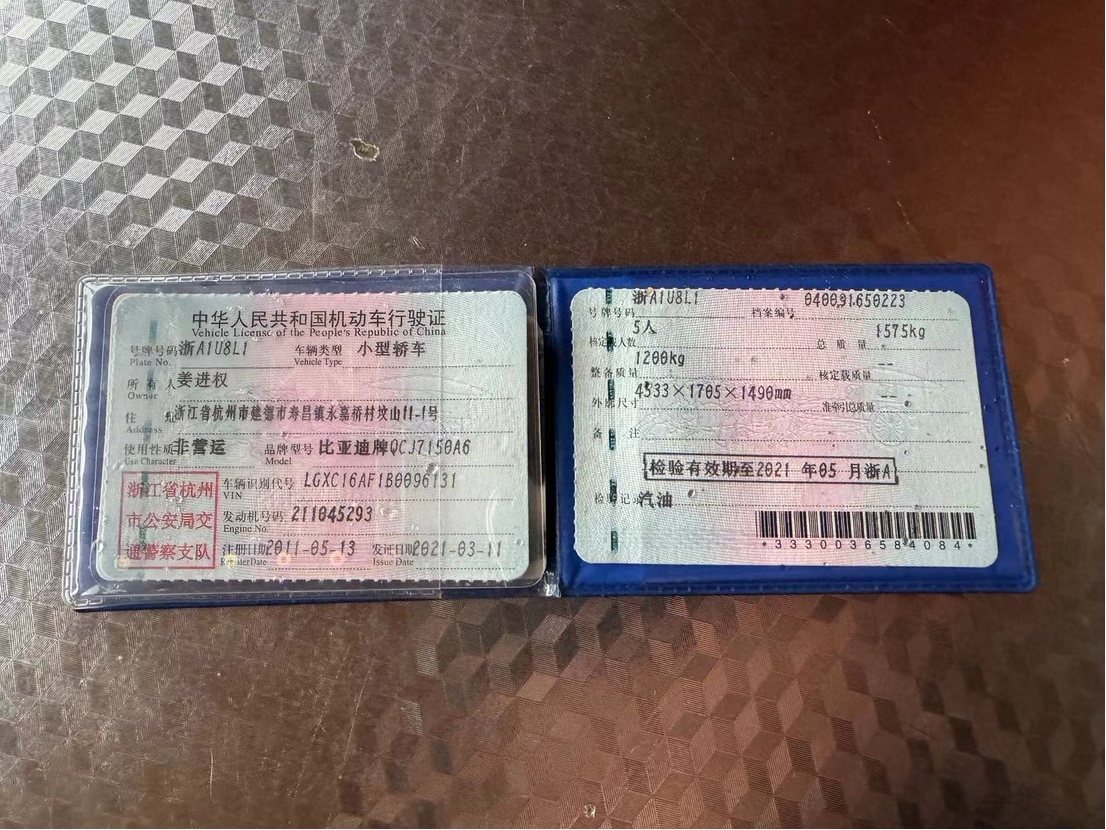 中华人民共和国机动车行驶证
Vehicle License of the People's Republic of China
号牌号码 浙A1U8L1 车辆类型 小型轿车
Plate No. Vehicle Type
所有人 姜进权
Owner
住址 浙江省杭州市建德市寿昌镇永嘉桥村坟山11-1号
Address
使用性质 非营运 品牌型号 比亚迪牌QCJ7150A6
Use Character Model
浙江省杭州
市公安局交
通警察支队
车辆识别代号 LGXC16AF1B0096131
VIN
发动机号码 211045293
Engine No.
注册日期 2011-05-13 发证日期 2021-03-11
Register Date Issue Date
号牌号码 浙A1U8L1 档案编号 040091650223
核定载人数 5人 总质量 1575kg
整备质量 1200kg 核定载质量 --
外廓尺寸 4533×1705×1490mm 准牵引总质量 --
备注
检验有效期至2021年05月浙A
检验记录 汽油
*3330036584084*